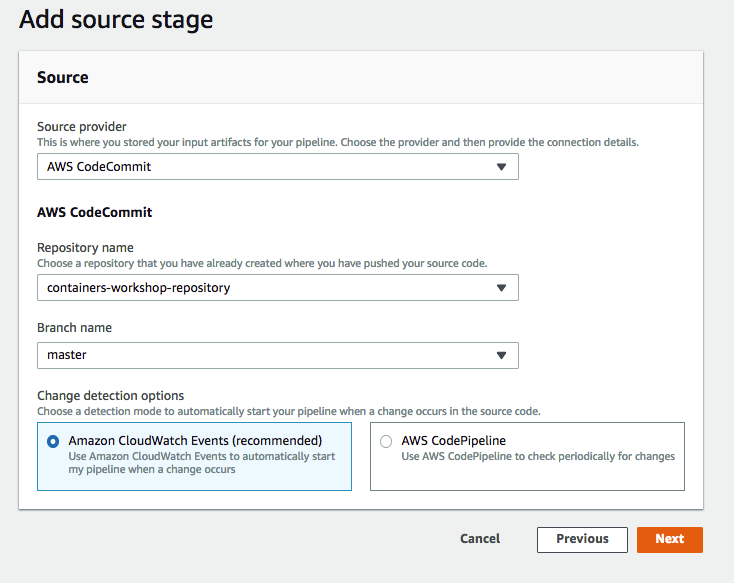 Add source stage
Source
Source provider
This is where you stored your input artifacts for your pipeline. Choose the provider and then provide the connection details.
AWS CodeCommit
AWS CodeCommit
Repository name
Choose a repository that you have already created where you have pushed your source code.
containers-workshop-repository
Branch name
master
Change detection options
Choose a detection mode to automatically start your pipeline when a change occurs in the source code.
Amazon CloudWatch Events (recommended)
Use Amazon CloudWatch Events to automatically start
my pipeline when a change occurs
AWS CodePipeline
Use AWS CodePipeline to check periodically for changes
Cancel
Previous
Next